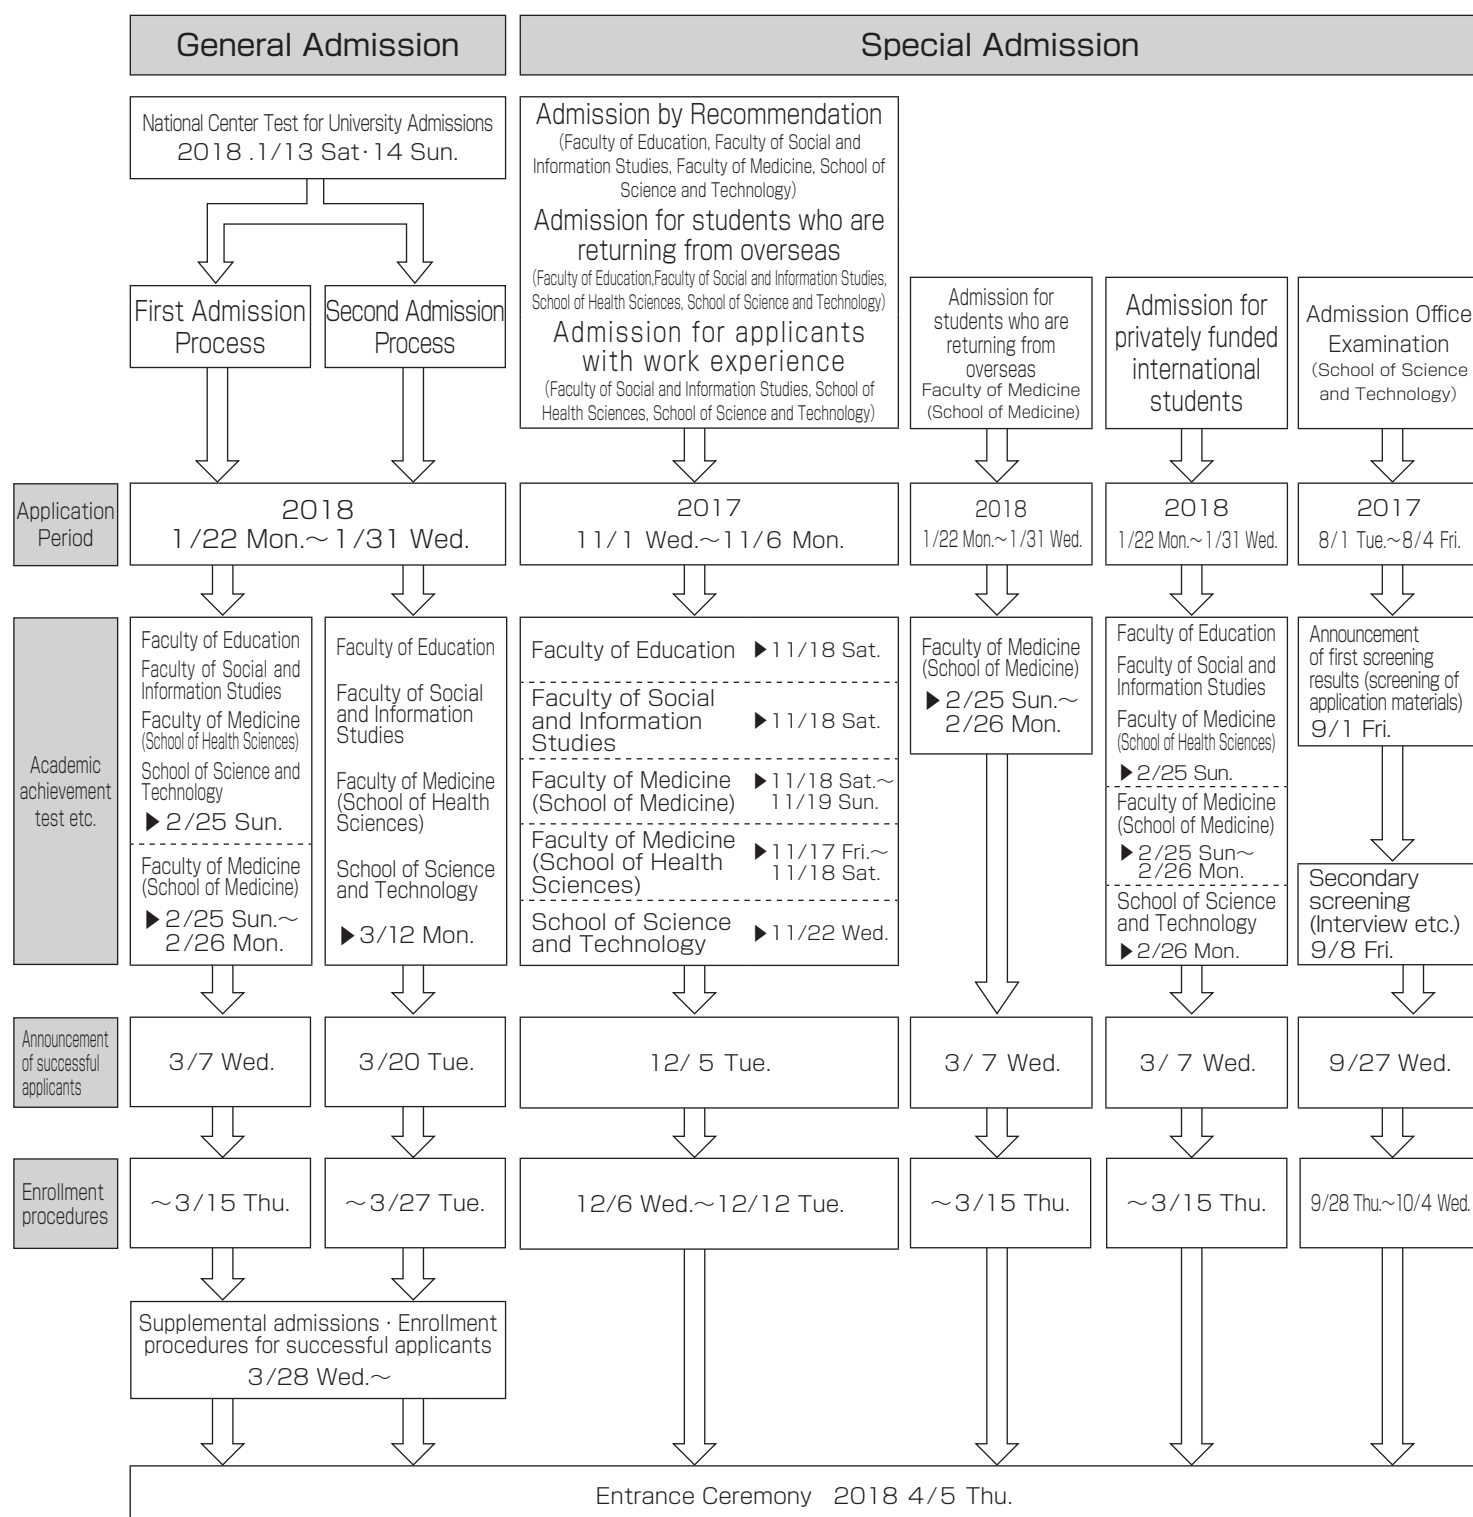 General Admission
Special Admission
National Center Test for University Admissions
2018 .1/13 Sat·14 Sun.
First Admission
Process
Second Admission
Process
Admission by Recommendation
(Faculty of Education, Faculty of Social and
Information Studies, Faculty of Medicine, School of
Science and Technology)
Admission for students who are
returning from overseas
(Faculty of Education,Faculty of Social and Information Studies,
School of Health Sciences, School of Science and Technology)
Admission for applicants
with work experience
(Faculty of Social and Information Studies, School of
Health Sciences, School of Science and Technology)
Admission for
students who are
returning from
overseas
Faculty of Medicine
(School of Medicine)
Admission for
privately funded
international
students
Admission Office
Examination
(School of Science
and Technology)
Application
Period
2018
1/22 Mon.~1/31 Wed.
2017
11/1 Wed.~11/6 Mon.
2018
1/22 Mon.~1/31 Wed.
2018
1/22 Mon.~1/31 Wed.
2017
8/1 Tue.~8/4 Fri.
Academic
achievement
test etc.
Faculty of Education
Faculty of Social and
Information Studies
Faculty of Medicine
(School of Health Sciences)
School of Science and
Technology
▶2/25 Sun.
Faculty of Medicine
(School of Medicine)
▶2/25 Sun.~
2/26 Mon.
Faculty of Education
Faculty of Social
and Information
Studies
Faculty of Medicine
(School of Health
Sciences)
School of Science
and Technology
▶3/12 Mon.
Faculty of Education ▶11/18 Sat.
Faculty of Social
and Information
Studies
▶11/18 Sat.
Faculty of Medicine
(School of Medicine)
▶11/18 Sat.~
11/19 Sun.
Faculty of Medicine
(School of Health
Sciences)
▶11/17 Fri.~
11/18 Sat.
School of Science
and Technology
▶11/22 Wed.
Faculty of Medicine
(School of Medicine)
▶2/25 Sun.~
2/26 Mon.
Faculty of Education
Faculty of Social and
Information Studies
Faculty of Medicine
(School of Health Sciences)
▶2/25 Sun.
Faculty of Medicine
(School of Medicine)
▶2/25 Sun~
2/26 Mon.
School of Science
and Technology
▶2/26 Mon.
Announcement
of first screening
results (screening of
application materials)
9/1 Fri.
Secondary
screening
(Interview etc.)
9/8 Fri.
Announcement
of successful
applicants
3/7 Wed.
3/20 Tue.
12/ 5 Tue.
3/ 7 Wed.
3/ 7 Wed.
9/27 Wed.
Enrollment
procedures
~3/15 Thu.
~3/27 Tue.
12/6 Wed.~12/12 Tue.
~3/15 Thu.
~3/15 Thu.
9/28 Thu.~10/4 Wed.
Supplemental admissions · Enrollment
procedures for successful applicants
3/28 Wed.~
Entrance Ceremony 2018 4/5 Thu.